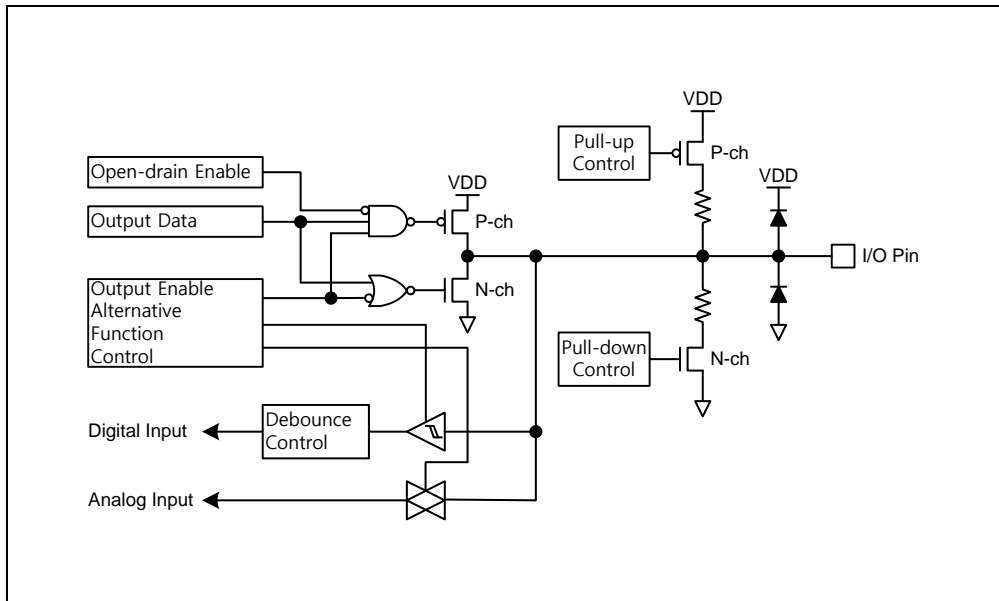 VDD
Pull-up
Control
P-ch
VDD
Open-drain Enable
VDD
Output Data
P-ch
I/O Pin
Output Enable
Alternative
Function
Control
N-ch
Pull-down
Control
N-ch
Digital Input
Debounce
Control
Analog Input